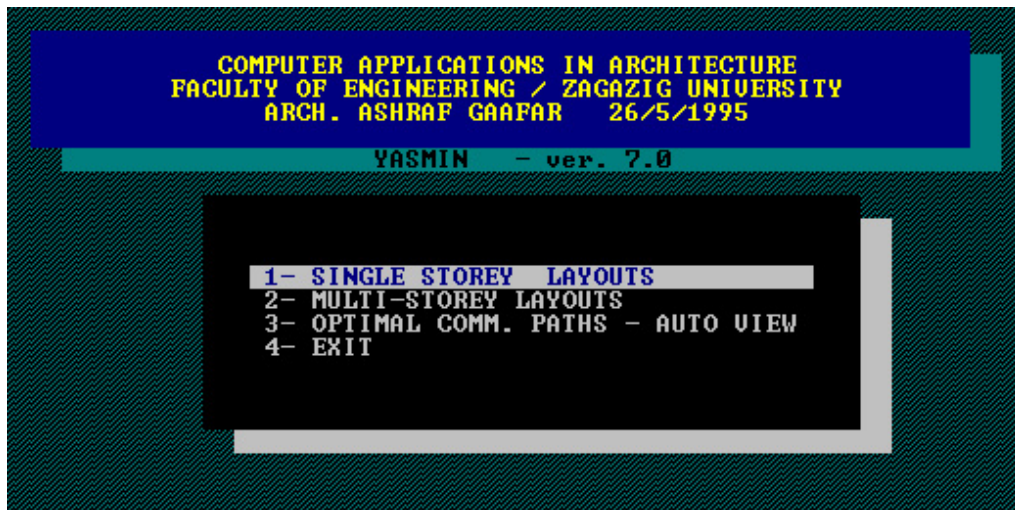 COMPUTER APPLICATIONS IN ARCHITECTURE
FACULTY OF ENGINEERING / ZAGAZIG UNIVERSITY
ARCH. ASHRAF GAAFAR 26/5/1995
YASMIN - ver. 7.0
1- SINGLE STOREY LAYOUTS
2- MULTI-STOREY LAYOUTS
3- OPTIMAL COMM. PATHS - AUTO VIEW
4- EXIT